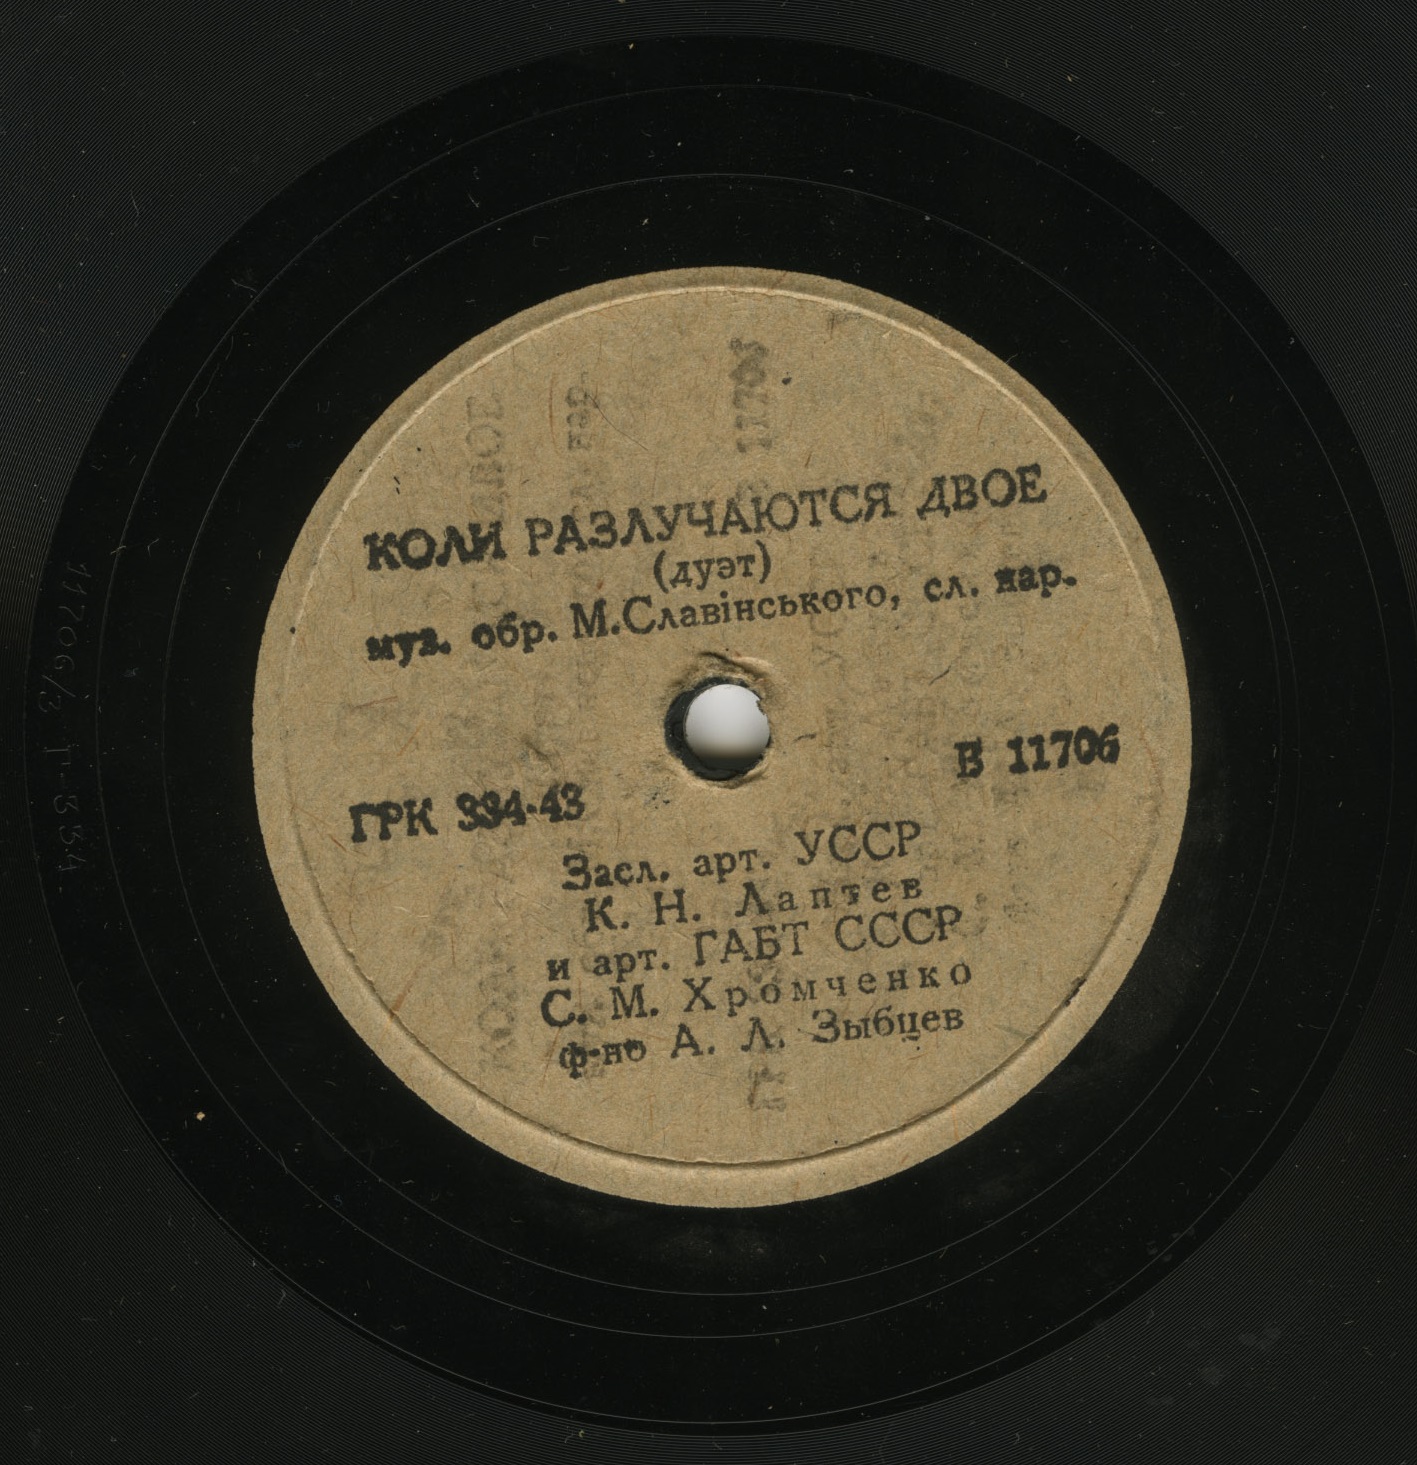 КОЛИ РАЗЛУЧАЮТСЯ ДВОЕ
(дуэт)
муз. обр. М.Славінського, сл. нар.
В 11706
ГРК 334-43
Засл. арт. УССР
К. Н. Лаптев
и арт. ГАБТ СССР
С. М. Хромченко
ф-но А. Л. Зыбцев
11706/3 Г-334